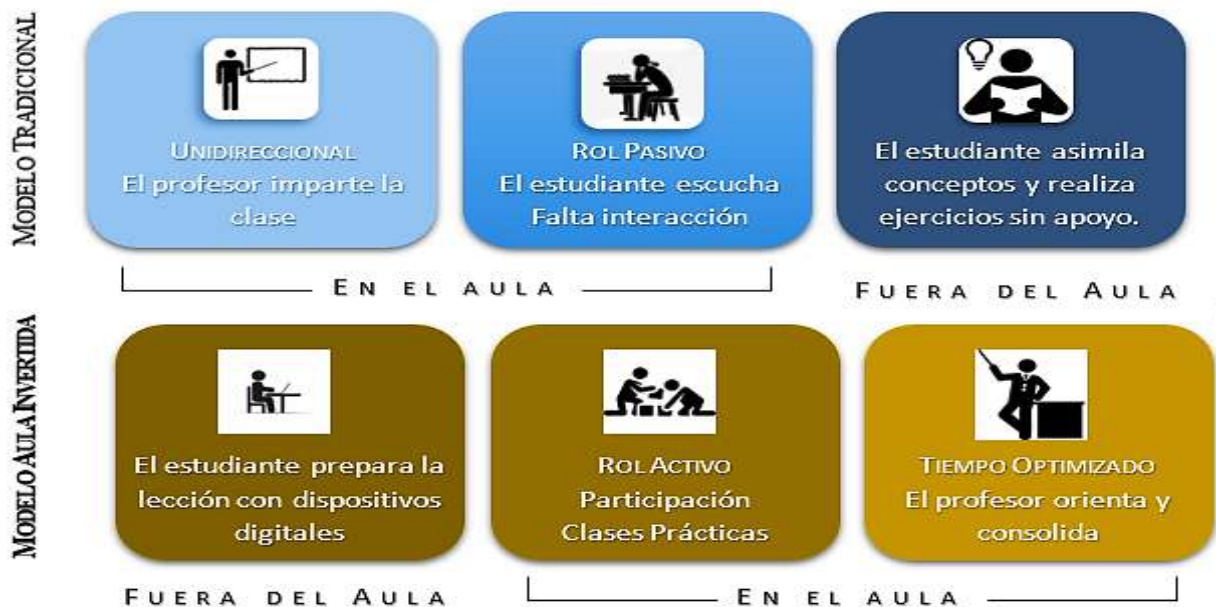 MODELO TRADICIONAL
UNIDIRECCIONAL
El profesor imparte la
clase
ROL PASIVO
El estudiante escucha
Falta interacción
El estudiante asimila
conceptos y realiza
ejercicios sin apoyo.
EN EL AULA
FUERA DEL AULA
MODELO AULA INVERTIDA
El estudiante prepara la
lección con dispositivos
digitales
ROL ACTIVO
Participación
Clases Prácticas
TIEMPO OPTIMIZADO
El profesor orienta y
consolida
FUERA DEL AULA
EN EL AULA